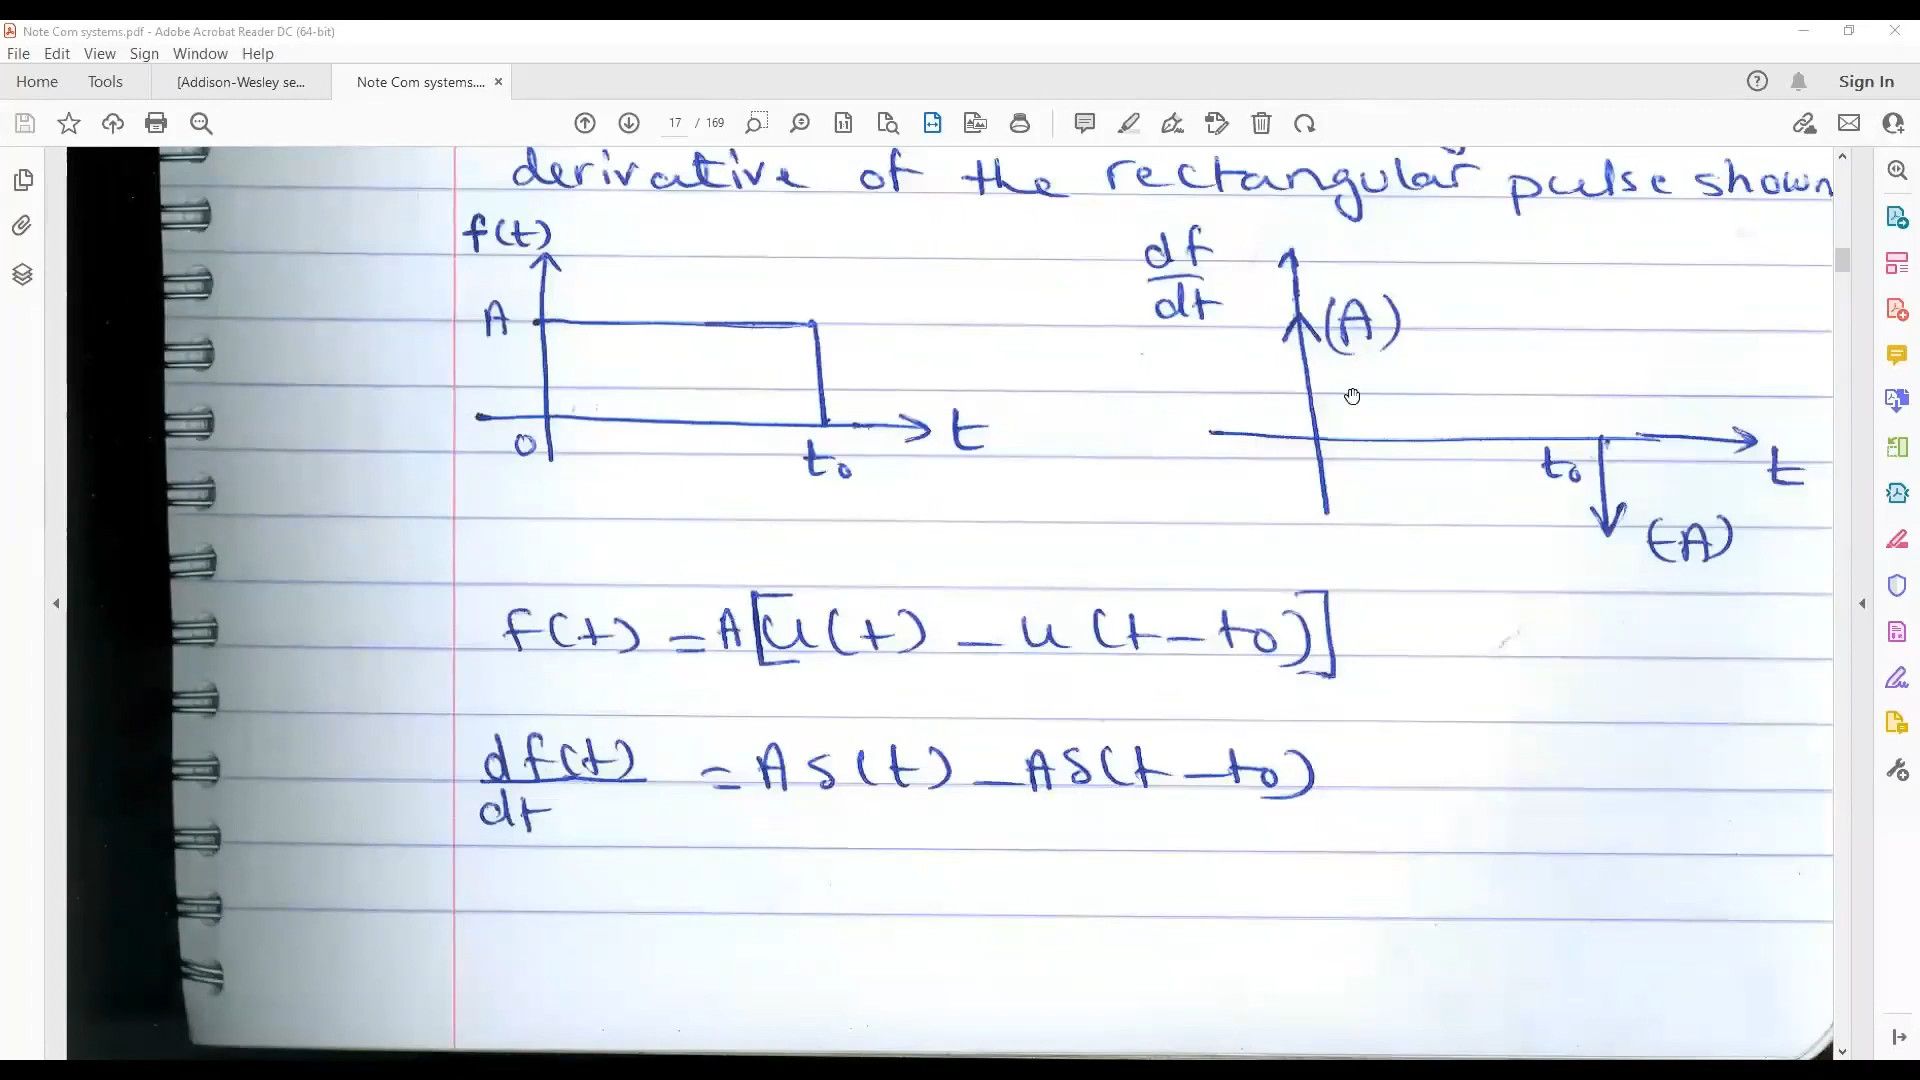 Note Com systems.pdf - Adobe Acrobat Reader DC (64-bit)
File Edit View Sign Window Help
Home Tools [Addison-Wesley se... Note Com systems.... × Sign In
17 / 169
derivative of the rectangular pulse shown
f(t)
A
0
t₀
t
df/dt
(A)
t₀
t
(-A)
f(t) = A[u(t) - u(t-t₀)]
df(t)/dt = Aδ(t) - Aδ(t-t₀)